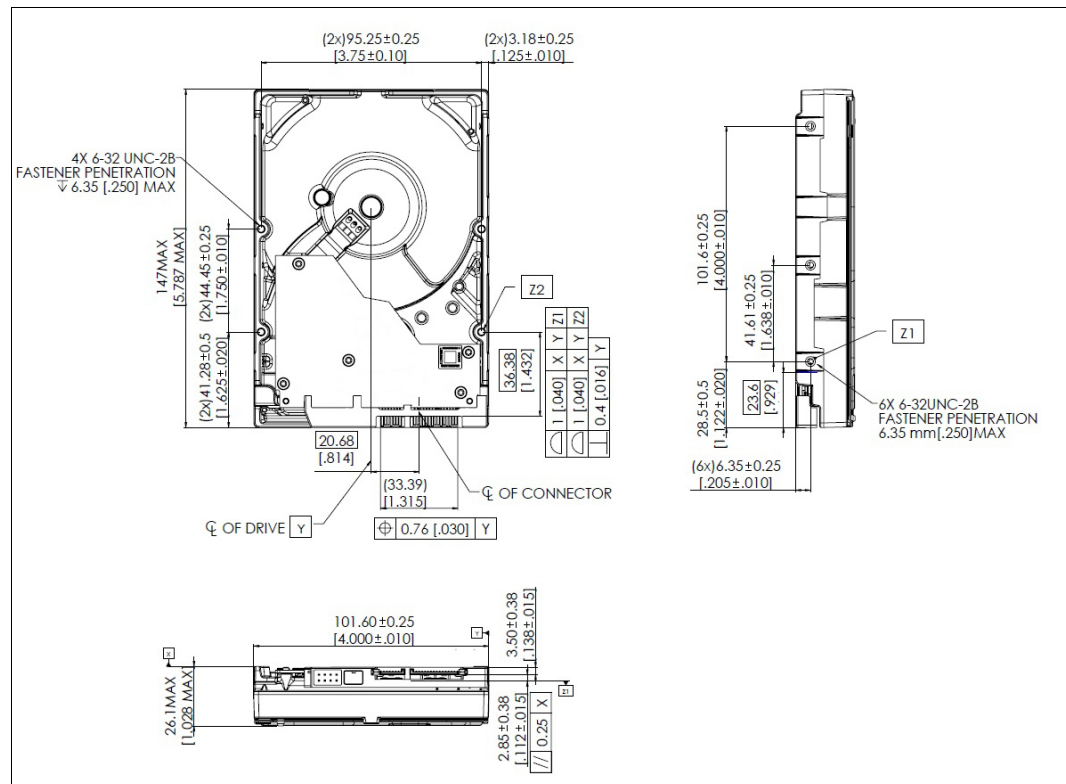 (2x)95.25±0.25
[3.75±0.10]
(2x)3.18±0.25
[.125±.010]
4X 6-32 UNC-2B
FASTENER PENETRATION
↧ 6.35 [.250] MAX
147MAX
[5.787 MAX]
(2x)44.45±0.25
[1.750±.010]
(2x)41.28±0.5
[1.625±.020]
Z2
36.38
[1.432]
⌓ 1 [.040] X Y Z1
⌓ 1 [.040] X Y Z2
⊥ 0.4 [.016] Y
20.68
[.814]
(33.39)
[1.315]
℄ OF CONNECTOR
℄ OF DRIVE Y
⌖ 0.76 [.030] Y
101.6±0.25
[4.000±.010]
41.61±0.25
[1.638±.010]
Z1
28.5±0.5
[1.122±.020]
23.6
[.929]
6X 6-32UNC-2B
FASTENER PENETRATION
6.35 mm[.250]MAX
(6x)6.35±0.25
[.205±.010]
101.60±0.25
[4.000±.010]
Y
X
26.1MAX
[1.028 MAX]
3.50±0.38
[.138±.015]
Z1
2.85±0.38
[.112±.015]
// 0.25 X